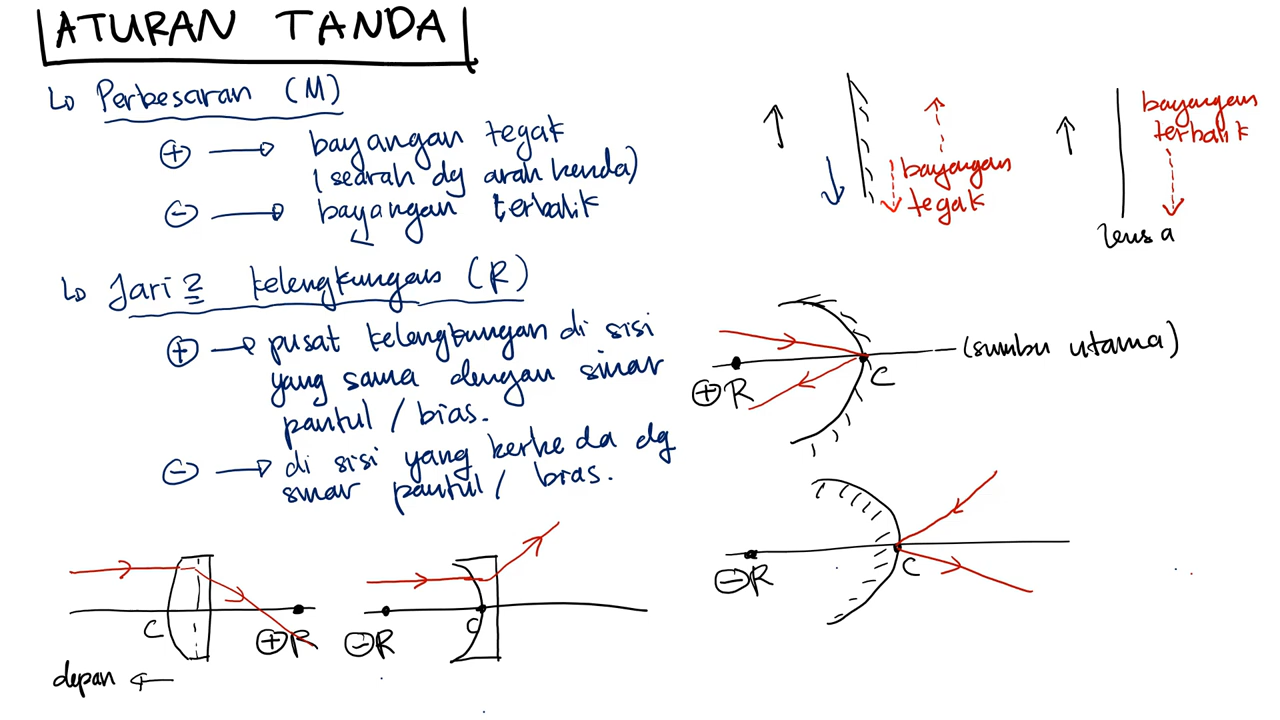 ATURAN TANDA
↳ Perbesaran (M)
⊕ → bayangan tegak
(searah dg arah benda)
⊖ → bayangan terbalik
↳ Jari 2 kelengkungan (R)
⊕ → pusat kelengkungan di sisi
yang sama dengan sinar
pantul / bias.
⊖ → di sisi yang berbeda dg
sinar pantul / bias.
bayangan
tegak
bayangan
terbalik
lensa
(sumbu utama)
⊕ R
C
⊖ R
C
C
⊕ R
⊖ R
C
depan ←